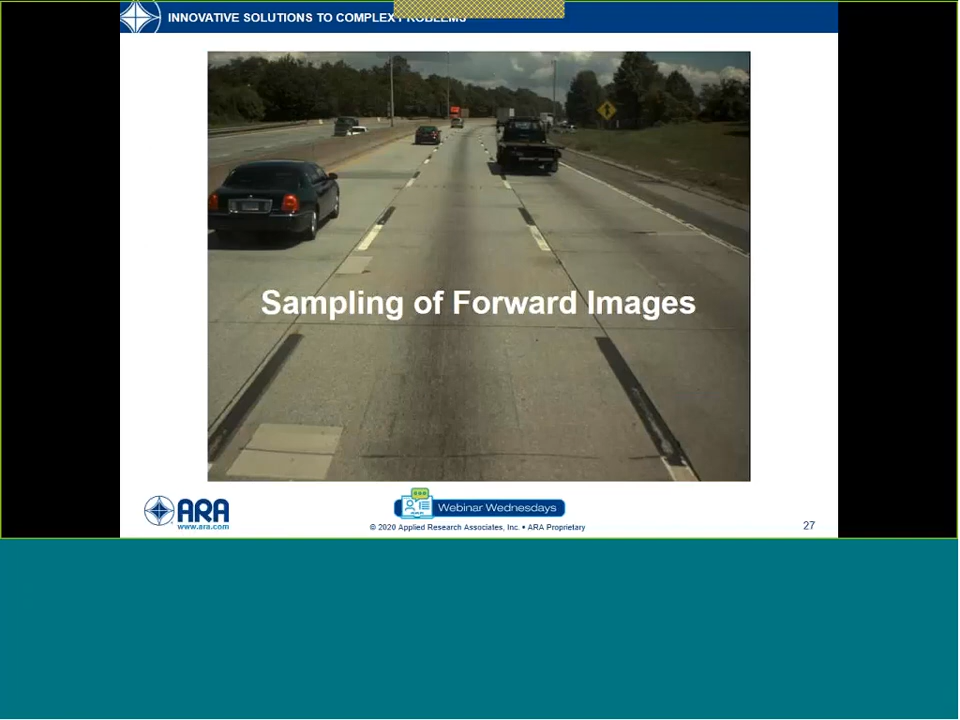 INNOVATIVE SOLUTIONS TO COMPLEX PROBLEMS
Sampling of Forward Images
ARA
www.ara.com
Webinar Wednesdays
© 2020 Applied Research Associates, Inc. • ARA Proprietary
27